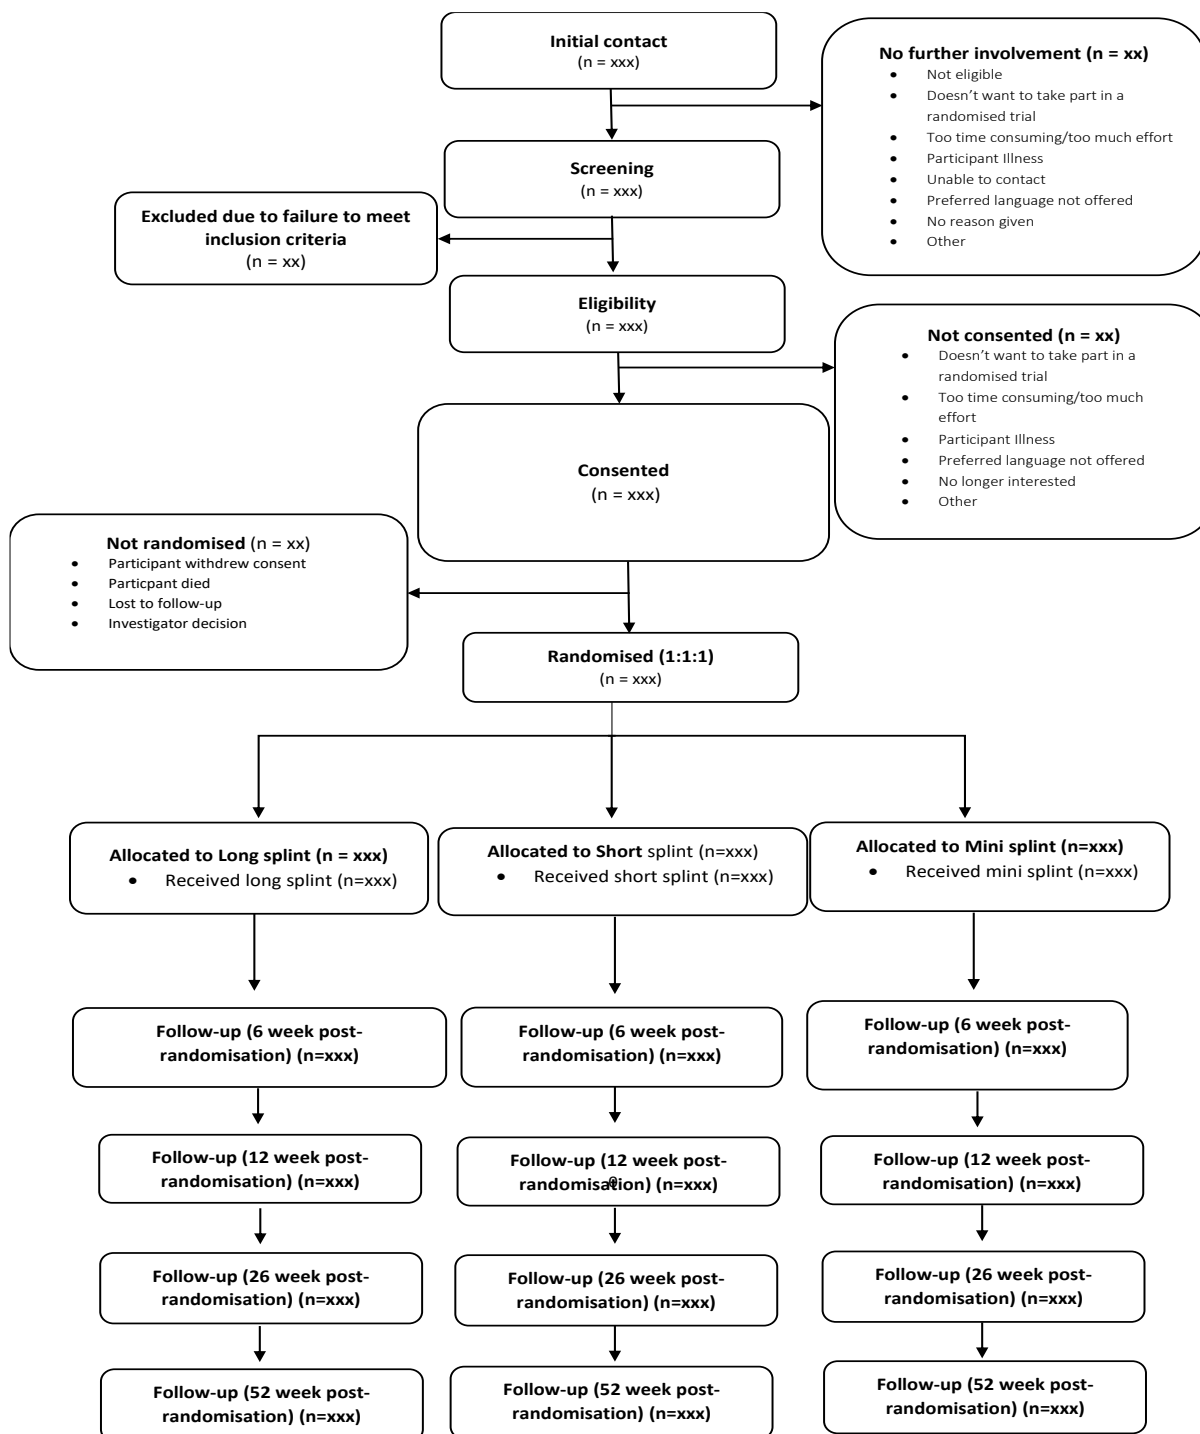 Initial contact
(n = xxx)
No further involvement (n = xx)
• Not eligible
• Doesn’t want to take part in a
randomised trial
• Too time consuming/too much effort
• Participant Illness
• Unable to contact
• Preferred language not offered
• No reason given
• Other
Screening
(n = xxx)
Excluded due to failure to meet
inclusion criteria
(n = xx)
Eligibility
(n = xxx)
Not consented (n = xx)
• Doesn’t want to take part in a
randomised trial
• Too time consuming/too much
effort
• Participant Illness
• Preferred language not offered
• No longer interested
• Other
Consented
(n = xxx)
Not randomised (n = xx)
• Participant withdrew consent
• Particpant died
• Lost to follow-up
• Investigator decision
Randomised (1:1:1)
(n = xxx)
Allocated to Long splint (n = xxx)
• Received long splint (n=xxx)
Allocated to Short splint (n=xxx)
• Received short splint (n=xxx)
Allocated to Mini splint (n=xxx)
• Received mini splint (n=xxx)
Follow-up (6 week post-
randomisation) (n=xxx)
Follow-up (6 week post-
randomisation) (n=xxx)
Follow-up (6 week post-
randomisation) (n=xxx)
Follow-up (12 week post-
randomisation) (n=xxx)
Follow-up (12 week post-
randomisation) (n=xxx)
Follow-up (12 week post-
randomisation) (n=xxx)
Follow-up (26 week post-
randomisation) (n=xxx)
Follow-up (26 week post-
randomisation) (n=xxx)
Follow-up (26 week post-
randomisation) (n=xxx)
Follow-up (52 week post-
randomisation) (n=xxx)
Follow-up (52 week post-
randomisation) (n=xxx)
Follow-up (52 week post-
randomisation) (n=xxx)